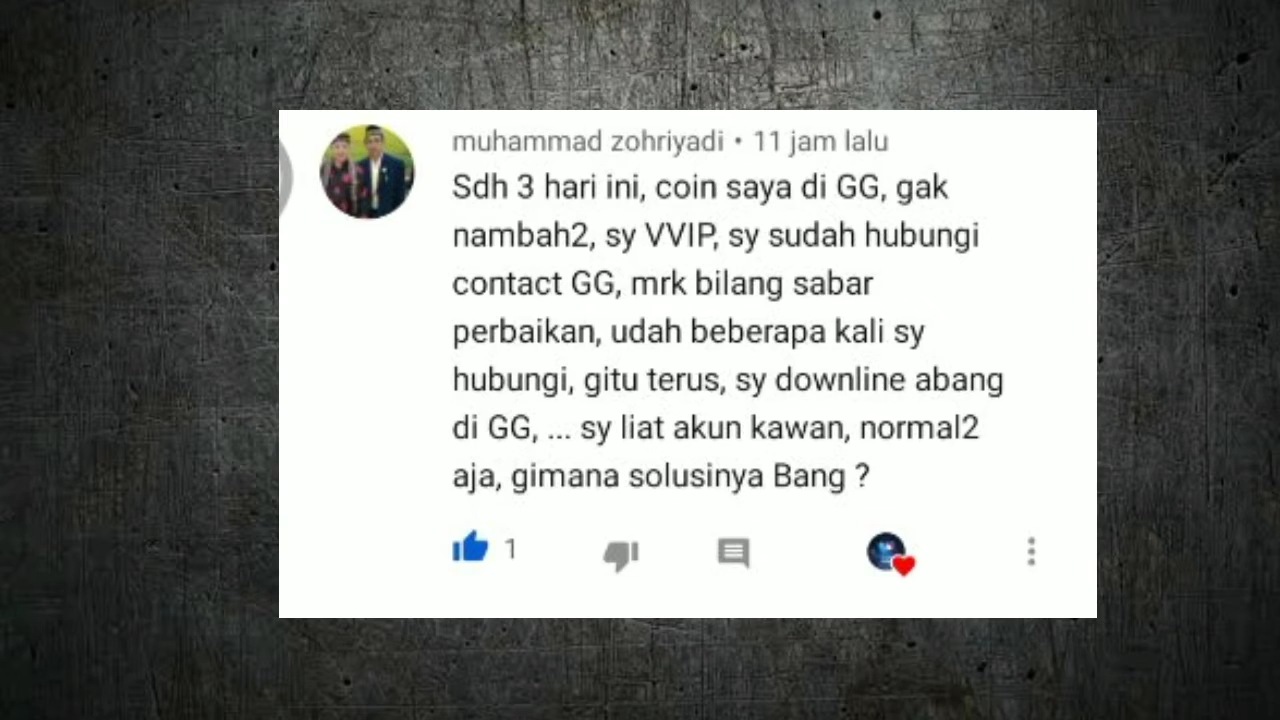 muhammad zohriyadi • 11 jam lalu
Sdh 3 hari ini, coin saya di GG, gak
nambah2, sy VVIP, sy sudah hubungi
contact GG, mrk bilang sabar
perbaikan, udah beberapa kali sy
hubungi, gitu terus, sy downline abang
di GG, ... sy liat akun kawan, normal2
aja, gimana solusinya Bang ?
1